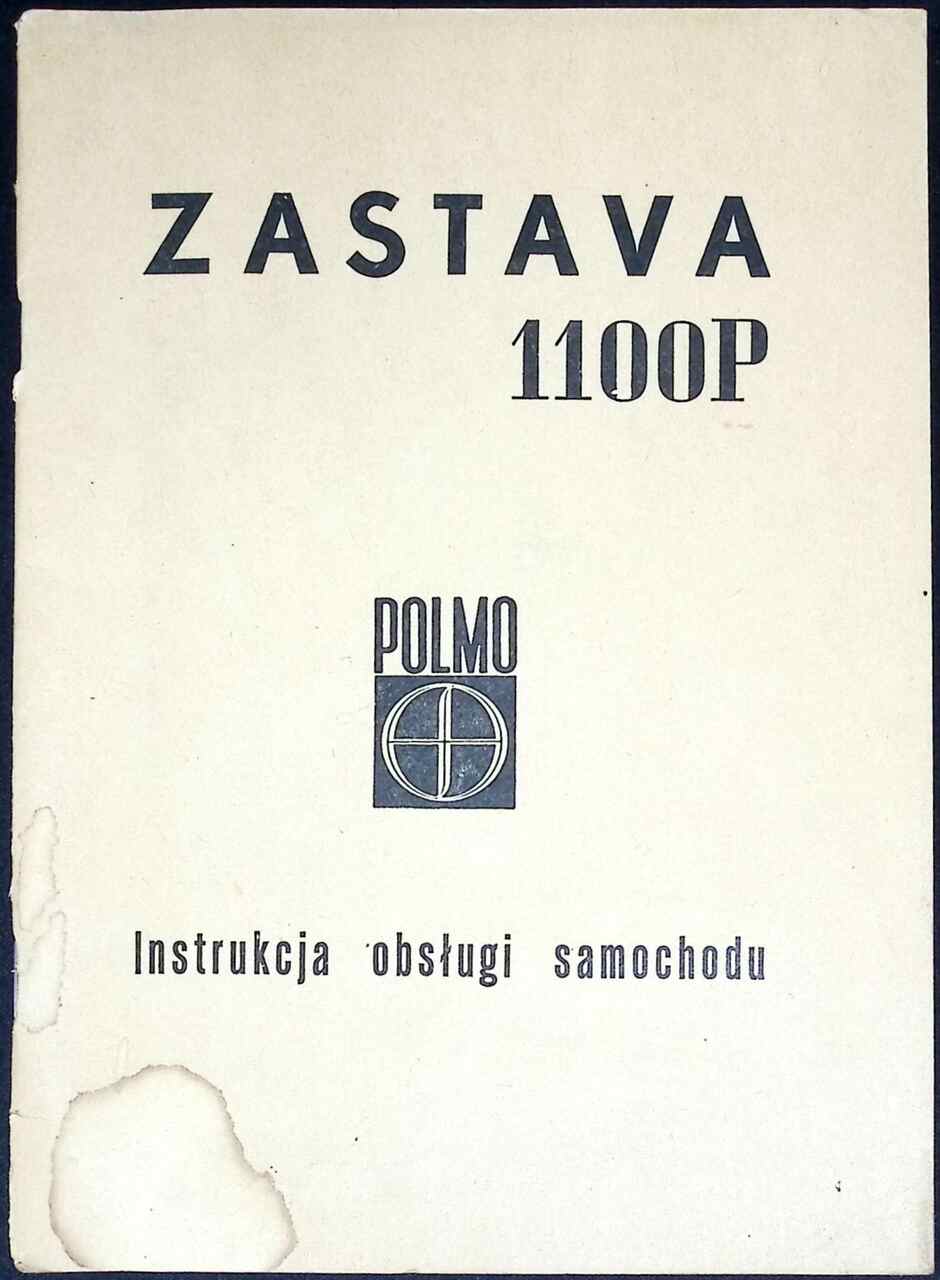 ZASTAVA
1100P
POLMO
Instrukcja obsługi samochodu